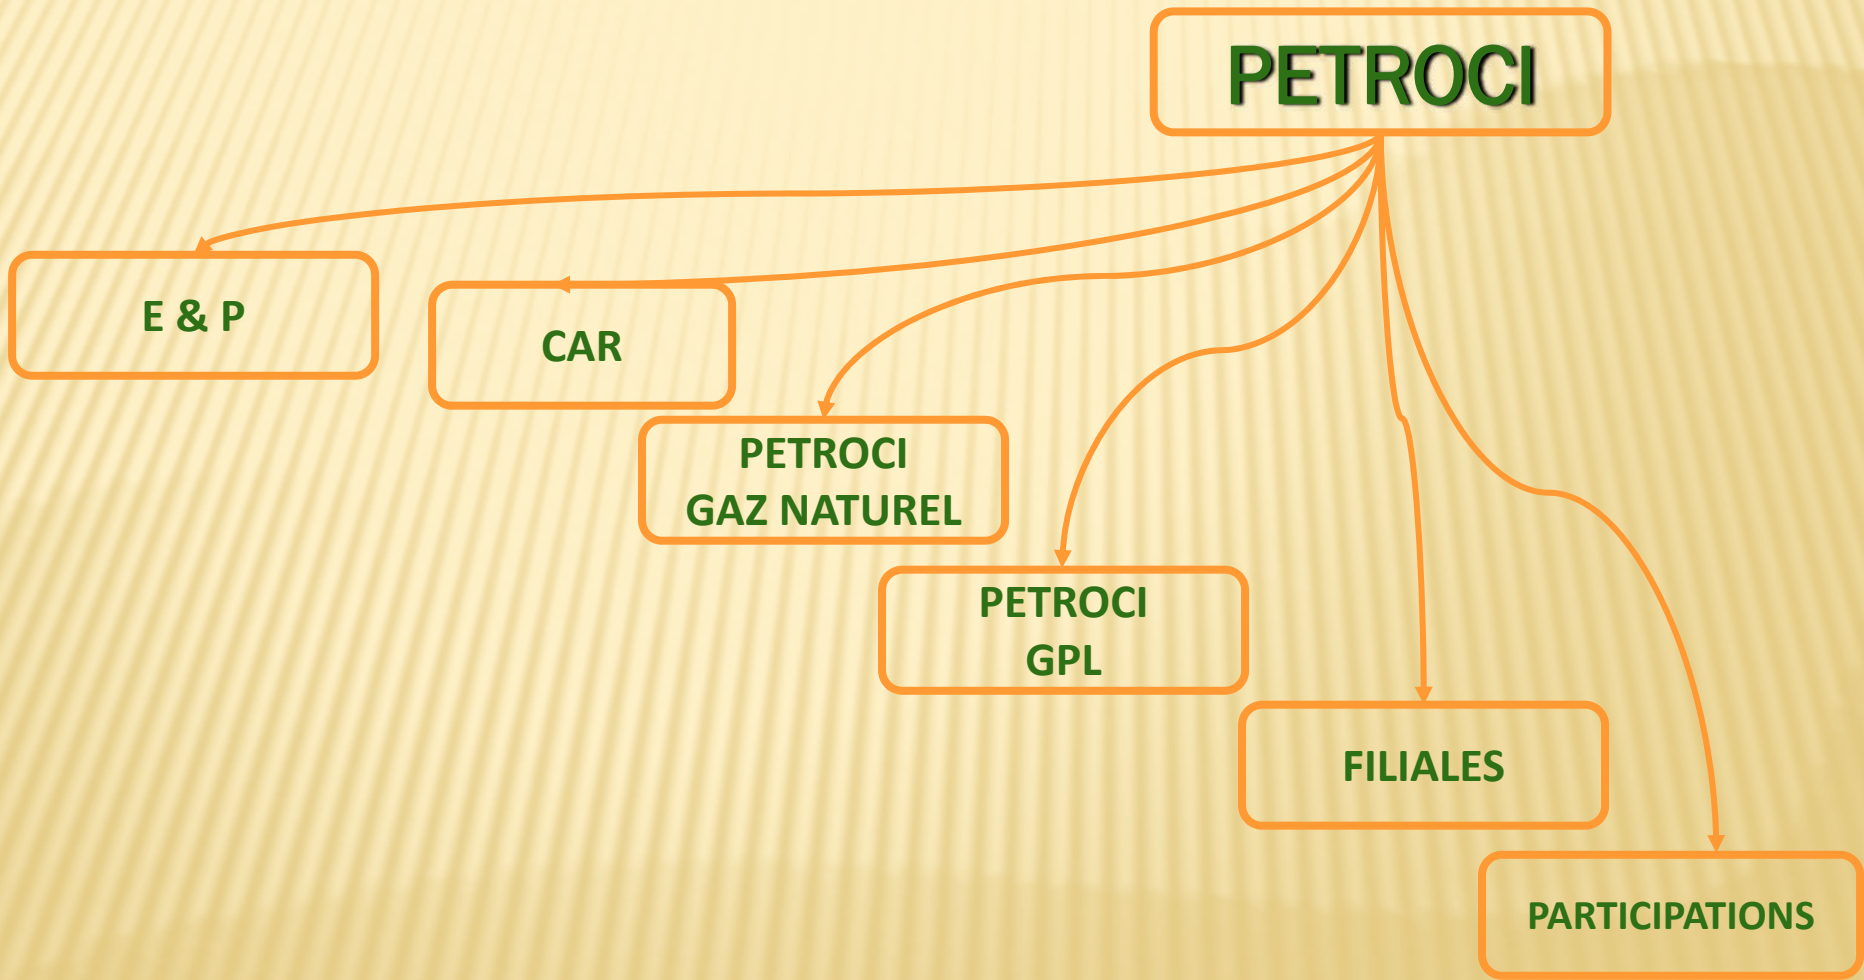 PETROCI
E & P
CAR
PETROCI
GAZ NATUREL
PETROCI
GPL
FILIALES
PARTICIPATIONS